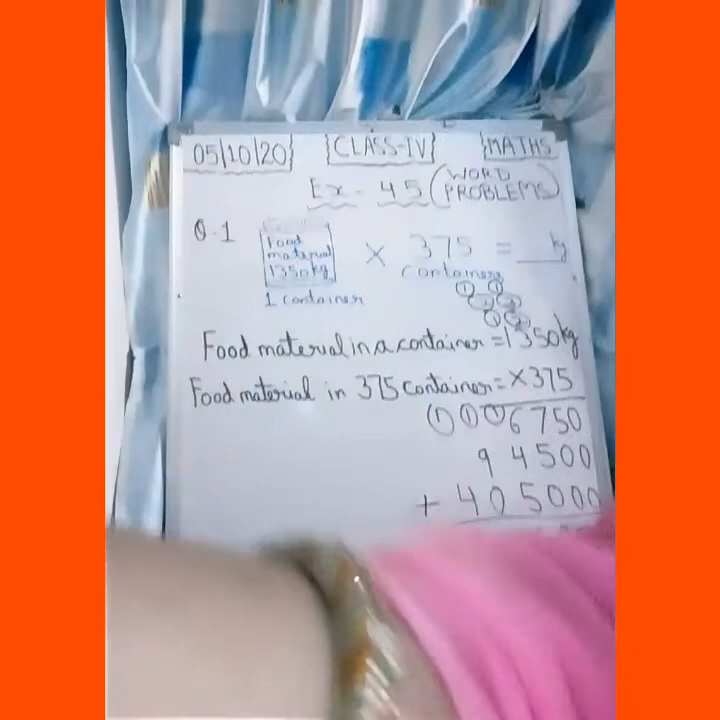 05/10/20 CLASS-IV MATHS
Ex - 45 (WORD PROBLEMS)
Q.1 Food material 1350kg × 375 containers = ___ kg
1 container
Food material in a container = 1350kg
Food material in 375 container = ×375
6750
94500
+ 405000